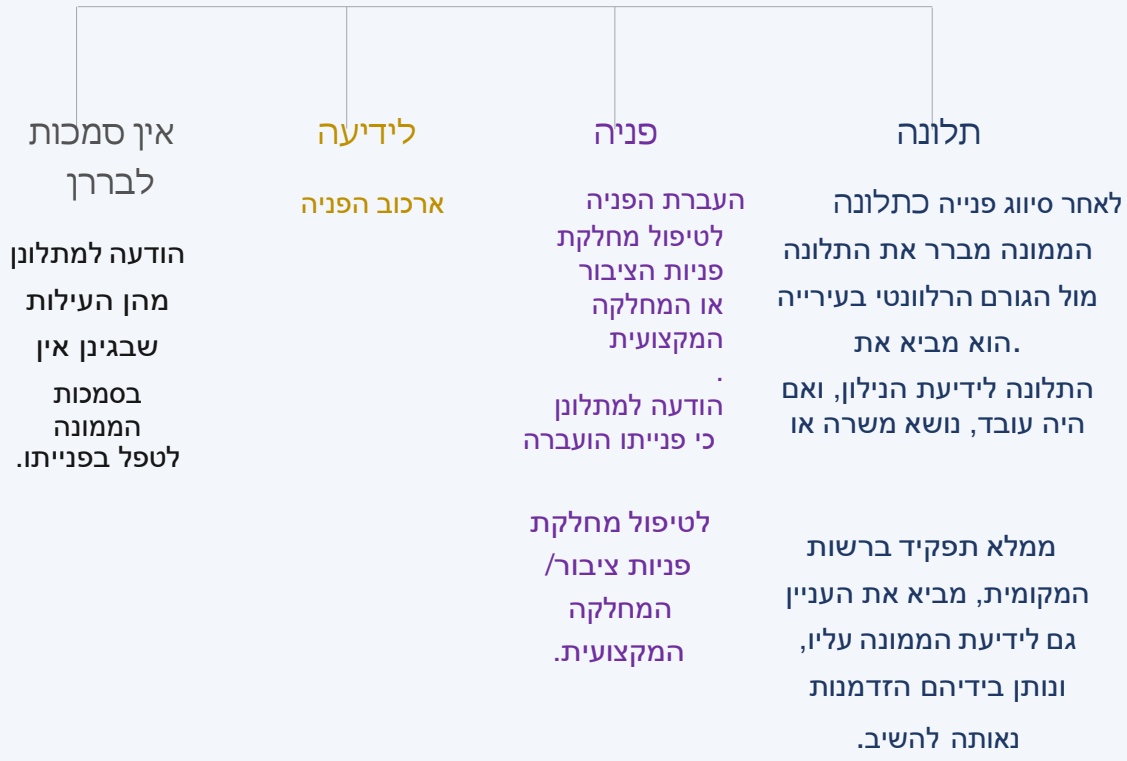 תלונה
לאחר סיווג פנייה כתלונה
הממונה מברר את התלונה
מול הגורם הרלוונטי בעירייה
.הוא מביא את
התלונה לידיעת הנילון, ואם
היה עובד, נושא משרה או
ממלא תפקיד ברשות
המקומית, מביא את העניין
גם לידיעת הממונה עליו,
ונותן בידיהם הזדמנות
נאותה להשיב.
פניה
העברת הפניה
לטיפול מחלקת
פניות הציבור
או המחלקה
המקצועית
.
הודעה למתלונן
כי פנייתו הועברה
לטיפול מחלקת
פניות ציבור/
המחלקה
המקצועית.
לידיעה
ארכוב הפניה
אין סמכות
לבררן
הודעה למתלונן
מהן העילות
שבגינן אין
בסמכות
הממונה
לטפל בפנייתו.